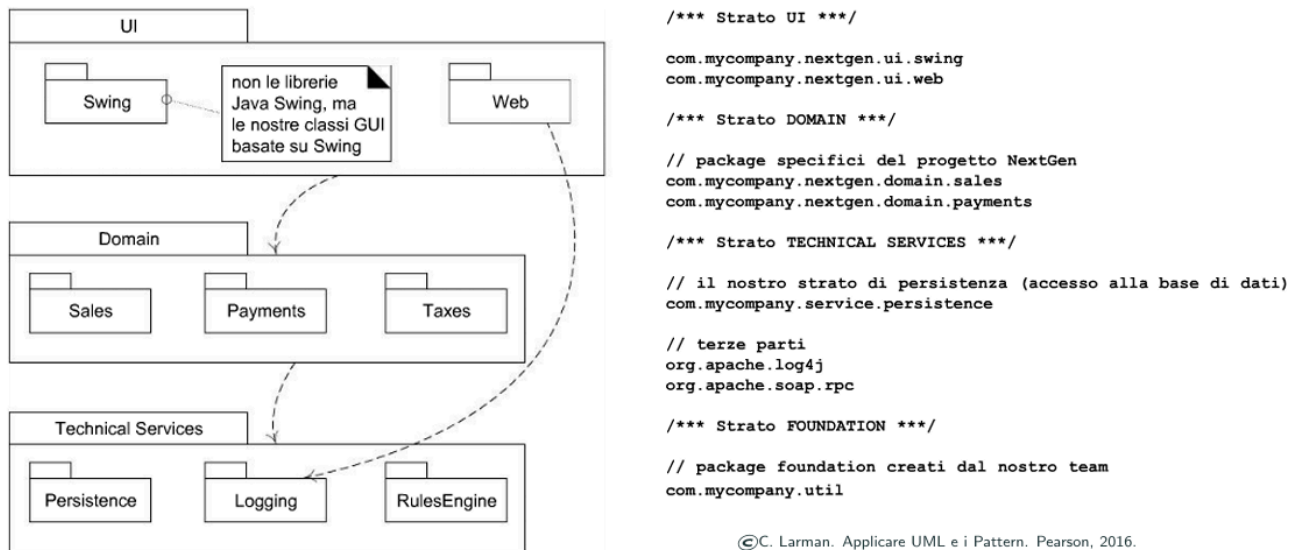 UI
Swing
non le librerie
Java Swing, ma
le nostre classi GUI
basate su Swing
Web
Domain
Sales
Payments
Taxes
Technical Services
Persistence
Logging
RulesEngine
/*** Strato UI ***/
com.mycompany.nextgen.ui.swing
com.mycompany.nextgen.ui.web
/*** Strato DOMAIN ***/
// package specifici del progetto NextGen
com.mycompany.nextgen.domain.sales
com.mycompany.nextgen.domain.payments
/*** Strato TECHNICAL SERVICES ***/
// il nostro strato di persistenza (accesso alla base di dati)
com.mycompany.service.persistence
// terze parti
org.apache.log4j
org.apache.soap.rpc
/*** Strato FOUNDATION ***/
// package foundation creati dal nostro team
com.mycompany.util
©C. Larman. Applicare UML e i Pattern. Pearson, 2016.